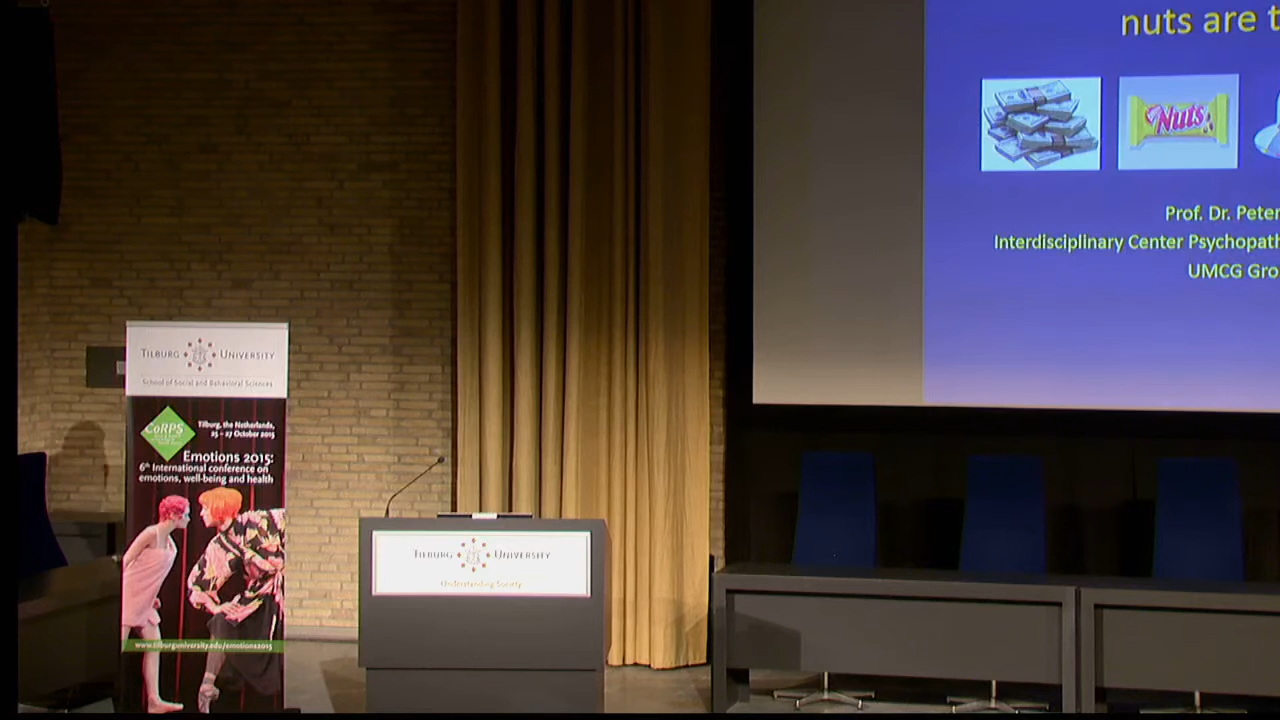 nuts are t
Nuts
Prof. Dr. Peter
Interdisciplinary Center Psychopath
UMCG Gro
TILBURG UNIVERSITY
School of Social and Behavioral Sciences
CoRPS
Tilburg, the Netherlands,
25 – 27 October 2015
Emotions 2015:
6th International conference on
emotions, well-being and health
www.tilburguniversity.edu/emotions2015
TILBURG UNIVERSITY
Understanding Society